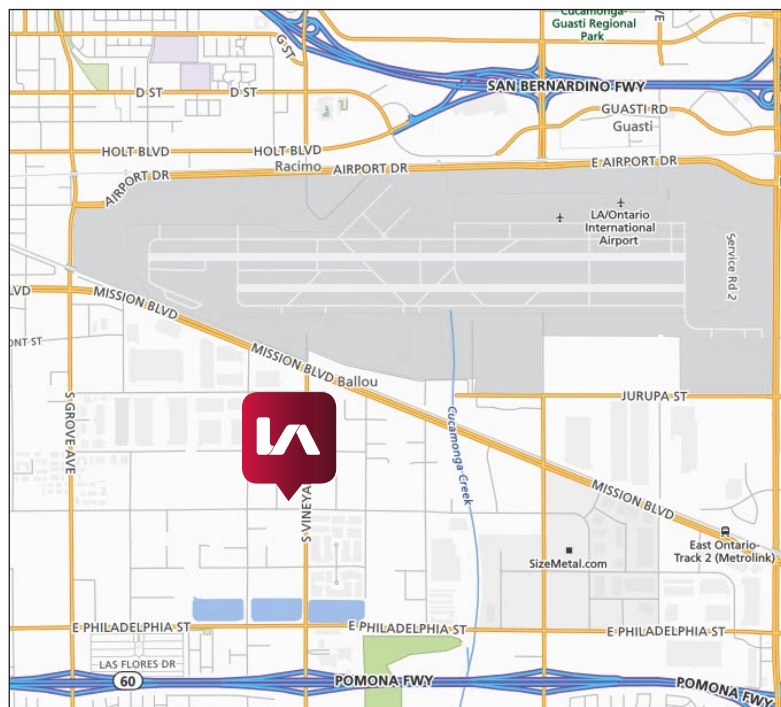 Cucamonga-
Guasti Regional
Park
G ST
SAN BERNARDINO FWY
D ST
D ST
GUASTI RD
Guasti
HOLT BLVD
HOLT BLVD
Racimo
AIRPORT DR
E AIRPORT DR
AIRPORT DR
LA/Ontario
International
Airport
Service Rd 2
LVD
MISSION BLVD
MISSION BLVD
Ballou
S GROVE AVE
JURUPA ST
LA
Cucamonga Creek
MISSION BLVD
S VINEYA
East Ontario-
Track 2 (Metrolink)
SizeMetal.com
E PHILADELPHIA ST
E PHILADELPHIA ST
E PHILADELPHIA ST
LAS FLORES DR
60
POMONA FWY
POMONA FWY